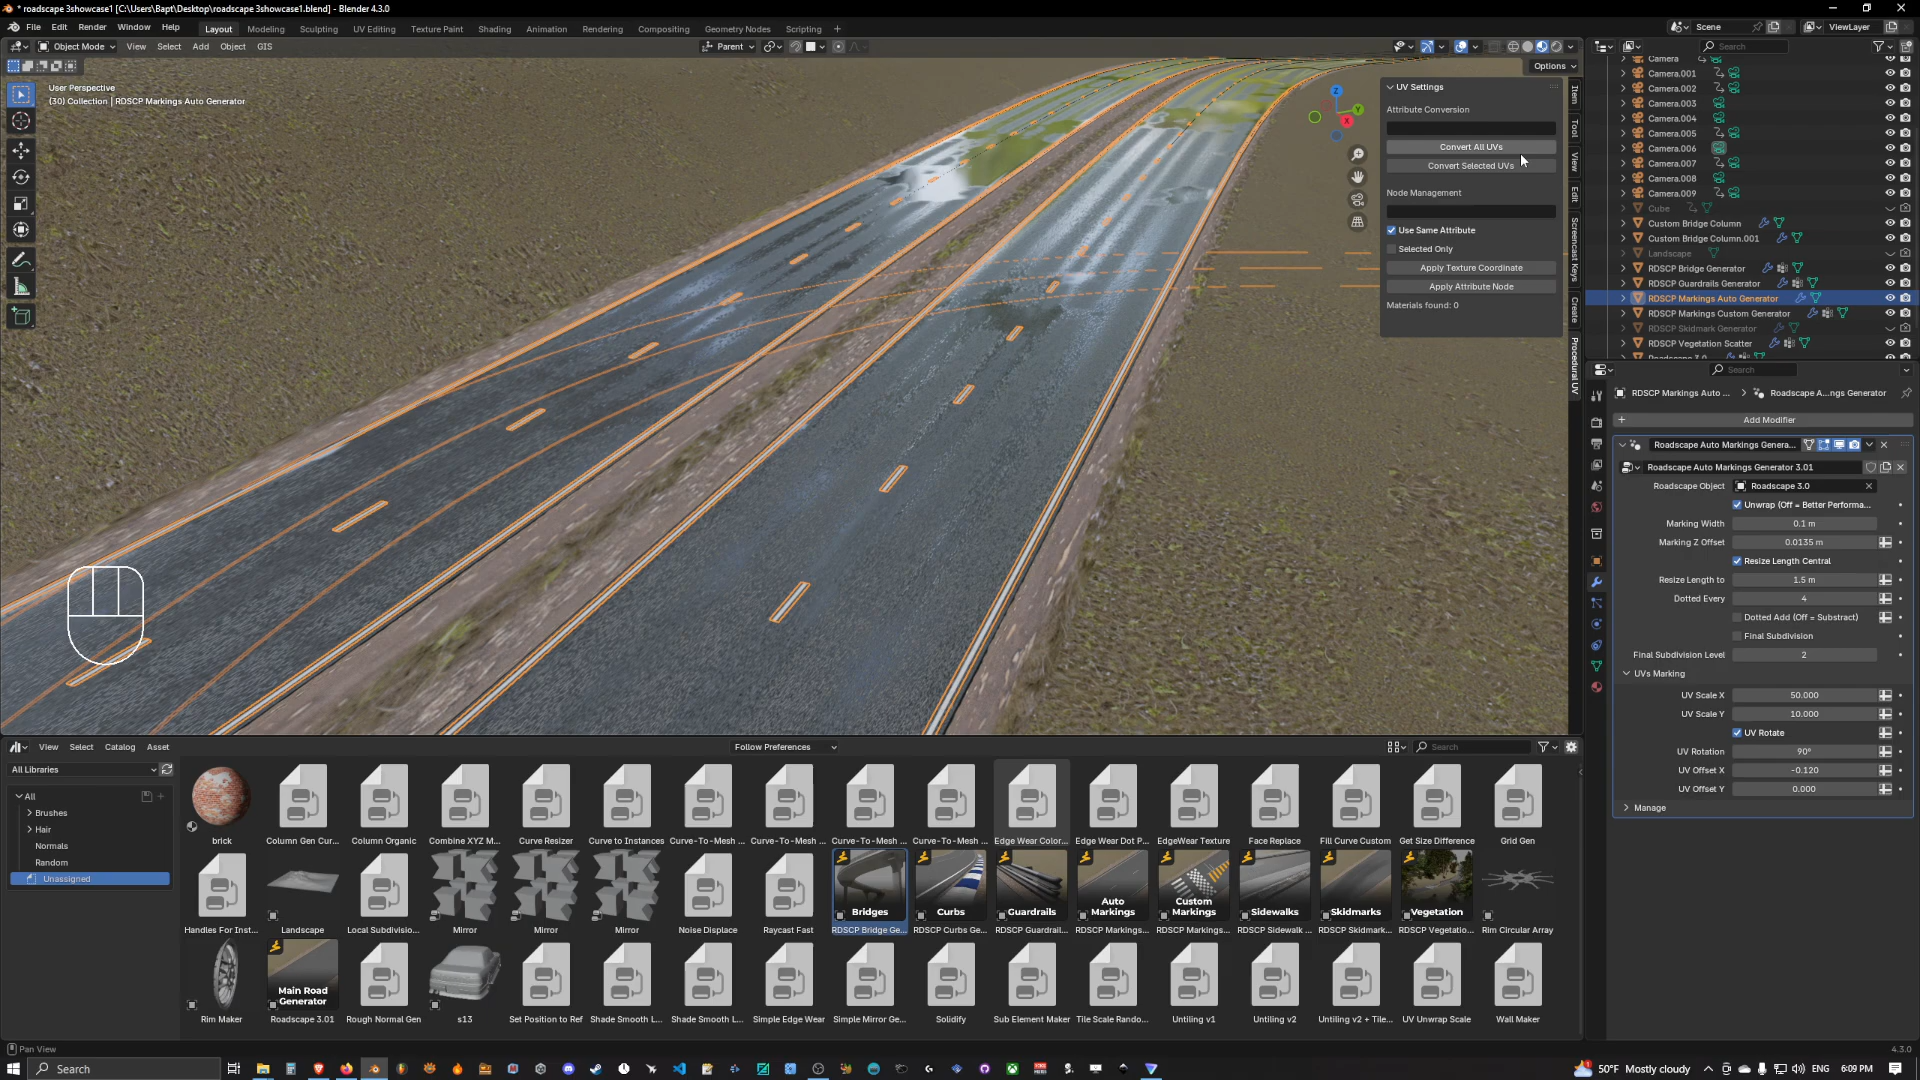 * roadscape 3showcase1 [C:\Users\Bapt\Desktop\roadscape 3showcase1.blend] - Blender 4.3.0
File Edit Render Window Help Layout Modeling Sculpting UV Editing Texture Paint Shading Animation Rendering Compositing Geometry Nodes Scripting + Scene ViewLayer
Object Mode View Select Add Object GIS Parent Search
Options
User Perspective
(30) Collection | RDSCP Markings Auto Generator
Z
Y
X
UV Settings
Attribute Conversion
Convert All UVs
Convert Selected UVs
Node Management
Use Same Attribute
Selected Only
Apply Texture Coordinate
Apply Attribute Node
Materials found: 0
Item
Tool
View
Edit
Screencast Keys
Create
Procedural UV
Camera
Camera.001
Camera.002
Camera.003
Camera.004
Camera.005
Camera.006
Camera.007
Camera.008
Camera.009
Cube
Custom Bridge Column
Custom Bridge Column.001
Landscape
RDSCP Bridge Generator
RDSCP Guardrails Generator
RDSCP Markings Auto Generator
RDSCP Markings Custom Generator
RDSCP Skidmark Generator
RDSCP Vegetation Scatter
Roadscape 3.0
Search
RDSCP Markings Auto ... > Roadscape A...ngs Generator
+ Add Modifier
Roadscape Auto Markings Genera...
Roadscape Auto Markings Generator 3.01
Roadscape Object Roadscape 3.0
Unwrap (Off = Better Performa...
Marking Width 0.1 m
Marking Z Offset 0.0135 m
Resize Length Central
Resize Length to 1.5 m
Dotted Every 4
Dotted Add (Off = Substract)
Final Subdivision
Final Subdivision Level 2
UVs Marking
UV Scale X 50.000
UV Scale Y 10.000
UV Rotate
UV Rotation 90°
UV Offset X -0.120
UV Offset Y 0.000
Manage
View Select Catalog Asset Follow Preferences Search
All Libraries
All
Brushes
Hair
Normals
Random
Unassigned
brick Column Gen Cur... Column Organic Combine XYZ M... Curve Resizer Curve to Instances Curve-To-Mesh ... Curve-To-Mesh ... Curve-To-Mesh ... Curve-To-Mesh ... Edge Wear Color... Edge Wear Dot P... EdgeWear Texture Face Replace Fill Curve Custom Get Size Difference Grid Gen
Bridges Curbs Guardrails Auto Markings Custom Markings Sidewalks Skidmarks Vegetation
Handles For Inst... Landscape Local Subdivisio... Mirror Mirror Mirror Noise Displace Raycast Fast RDSCP Bridge Ge... RDSCP Curbs Ge... RDSCP Guardrail... RDSCP Markings... RDSCP Markings... RDSCP Sidewalk ... RDSCP Skidmark... RDSCP Vegetatio... Rim Circular Array
Main Road Generator
Rim Maker Roadscape 3.01 Rough Normal Gen s13 Set Position to Ref Shade Smooth L... Shade Smooth L... Simple Edge Wear Simple Mirror Ge... Solidify Sub Element Maker Tile Scale Rando... Untiling v1 Untiling v2 Untiling v2 + Tile... UV Unwrap Scale Wall Maker
Pan View 4.3.0
Search 50°F Mostly cloudy ENG 6:09 PM